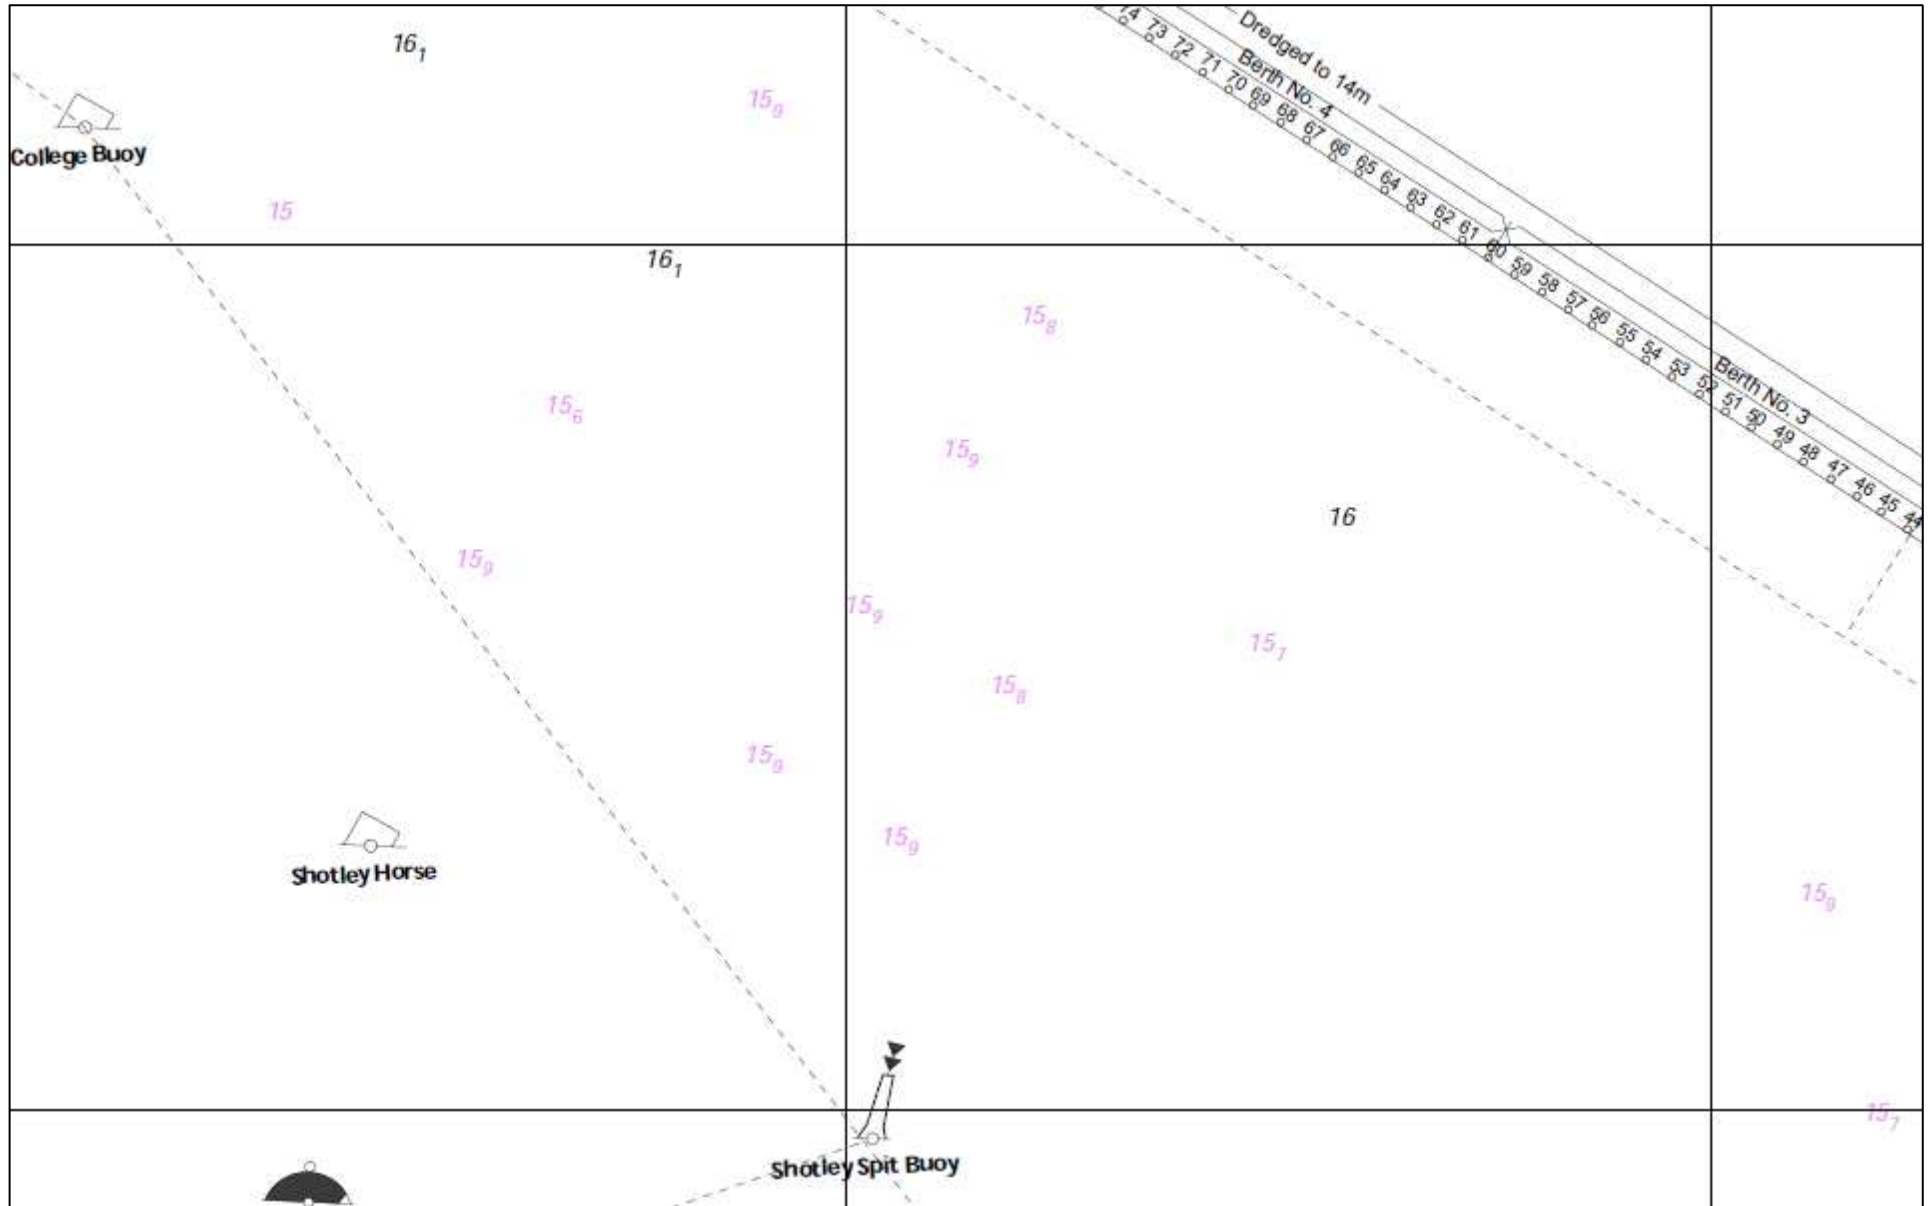 16₁
15₉
College Buoy
15
16₁
15₈
15₆
15₉
16
15₉
15₉
15₇
15₈
15₉
15₉
Shotley Horse
15₉
15₇
Shotley Spit Buoy
Dredged to 14m
Berth No. 4
74 73 72 71 70 69 68 67 66 65 64 63 62 61 60 59 58 57 56 55 54 53 52 51 50 49 48 47 46 45 44
Berth No. 3